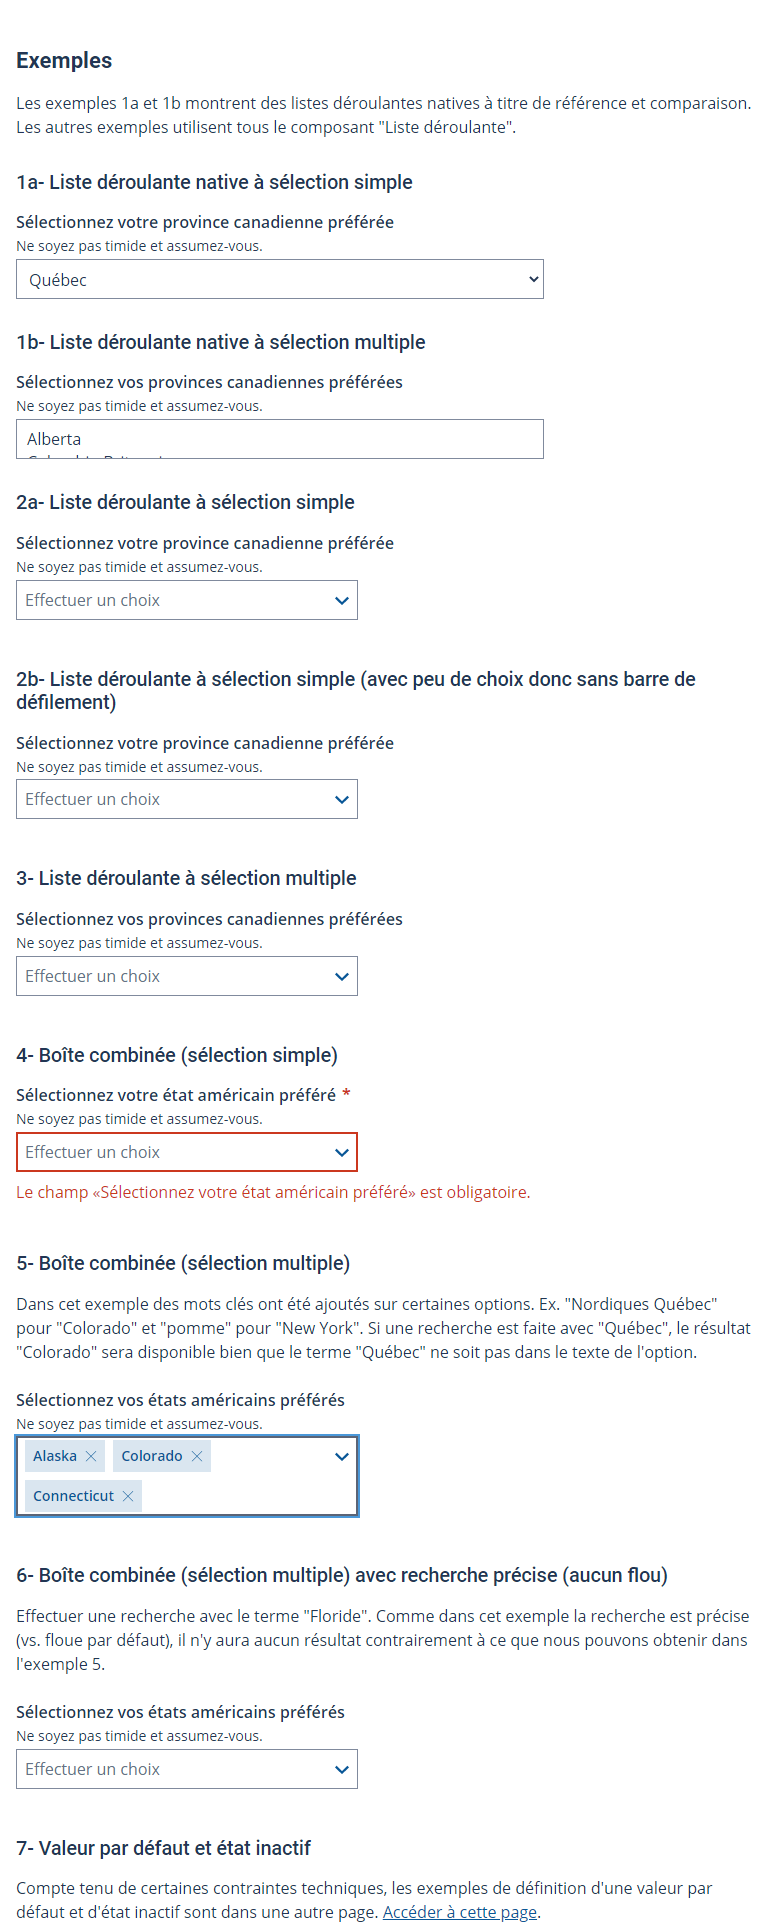 Exemples
Les exemples 1a et 1b montrent des listes déroulantes natives à titre de référence et comparaison.
Les autres exemples utilisent tous le composant "Liste déroulante".
1a- Liste déroulante native à sélection simple
Sélectionnez votre province canadienne préférée
Ne soyez pas timide et assumez-vous.
Québec
1b- Liste déroulante native à sélection multiple
Sélectionnez vos provinces canadiennes préférées
Ne soyez pas timide et assumez-vous.
Alberta
2a- Liste déroulante à sélection simple
Sélectionnez votre province canadienne préférée
Ne soyez pas timide et assumez-vous.
Effectuer un choix
2b- Liste déroulante à sélection simple (avec peu de choix donc sans barre de
défilement)
Sélectionnez votre province canadienne préférée
Ne soyez pas timide et assumez-vous.
Effectuer un choix
3- Liste déroulante à sélection multiple
Sélectionnez vos provinces canadiennes préférées
Ne soyez pas timide et assumez-vous.
Effectuer un choix
4- Boîte combinée (sélection simple)
Sélectionnez votre état américain préféré *
Ne soyez pas timide et assumez-vous.
Effectuer un choix
Le champ «Sélectionnez votre état américain préféré» est obligatoire.
5- Boîte combinée (sélection multiple)
Dans cet exemple des mots clés ont été ajoutés sur certaines options. Ex. "Nordiques Québec"
pour "Colorado" et "pomme" pour "New York". Si une recherche est faite avec "Québec", le résultat
"Colorado" sera disponible bien que le terme "Québec" ne soit pas dans le texte de l'option.
Sélectionnez vos états américains préférés
Ne soyez pas timide et assumez-vous.
Alaska Colorado
Connecticut
6- Boîte combinée (sélection multiple) avec recherche précise (aucun flou)
Effectuer une recherche avec le terme "Floride". Comme dans cet exemple la recherche est précise
(vs. floue par défaut), il n'y aura aucun résultat contrairement à ce que nous pouvons obtenir dans
l'exemple 5.
Sélectionnez vos états américains préférés
Ne soyez pas timide et assumez-vous.
Effectuer un choix
7- Valeur par défaut et état inactif
Compte tenu de certaines contraintes techniques, les exemples de définition d'une valeur par
défaut et d'état inactif sont dans une autre page. Accéder à cette page.